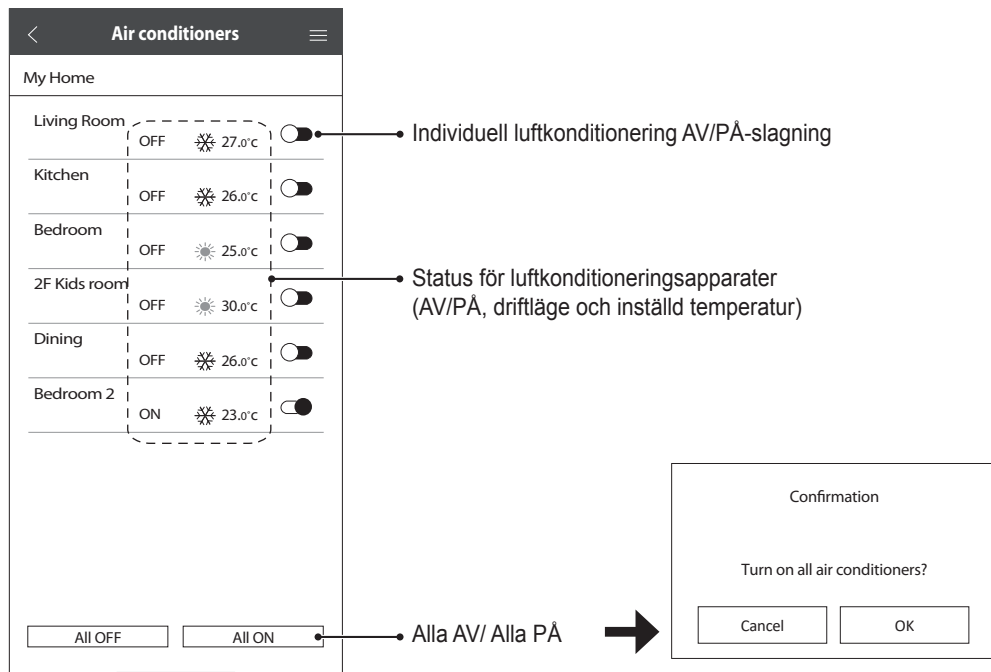 Air conditioners
My Home
Living Room
OFF 27.0°C
Individuell luftkonditionering AV/PÅ-slagning
Kitchen
OFF 26.0°C
Bedroom
OFF 25.0°C
Status för luftkonditioneringsapparater
(AV/PÅ, driftläge och inställd temperatur)
2F Kids room
OFF 30.0°C
Dining
OFF 26.0°C
Bedroom 2
ON 23.0°C
All OFF All ON
Alla AV/ Alla PÅ
Confirmation
Turn on all air conditioners?
Cancel OK